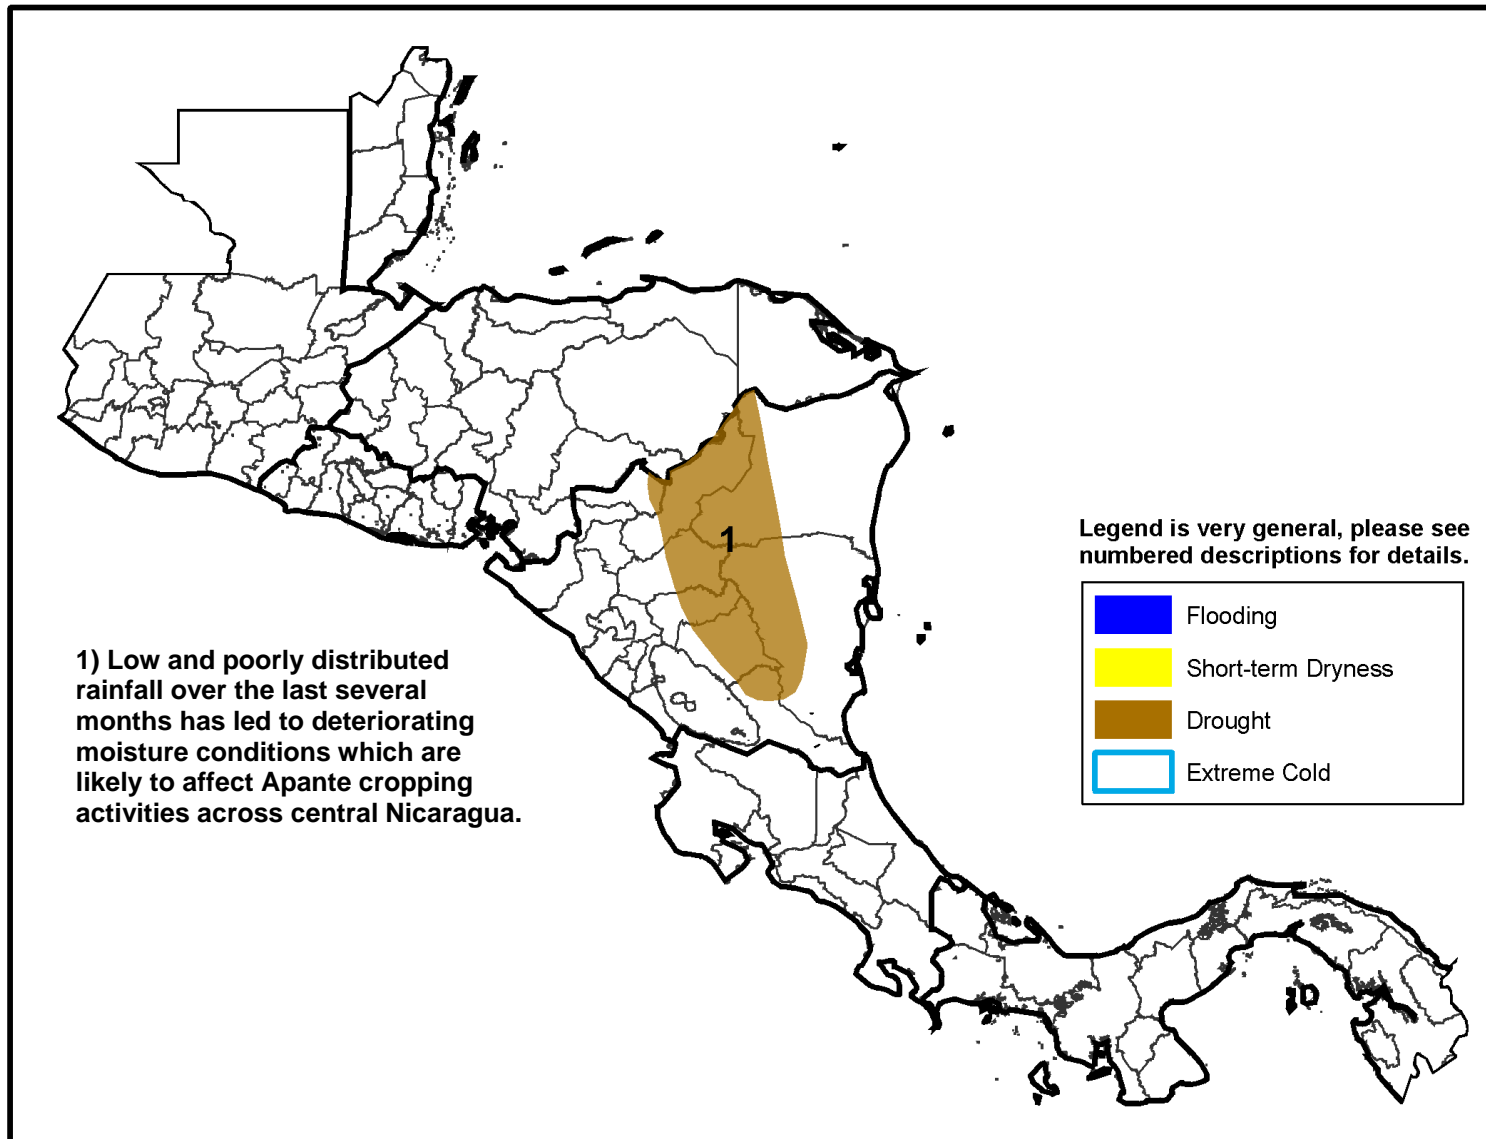 1
Legend is very general, please see
numbered descriptions for details.
Flooding
Short-term Dryness
Drought
Extreme Cold
1) Low and poorly distributed
rainfall over the last several
months has led to deteriorating
moisture conditions which are
likely to affect Apante cropping
activities across central Nicaragua.